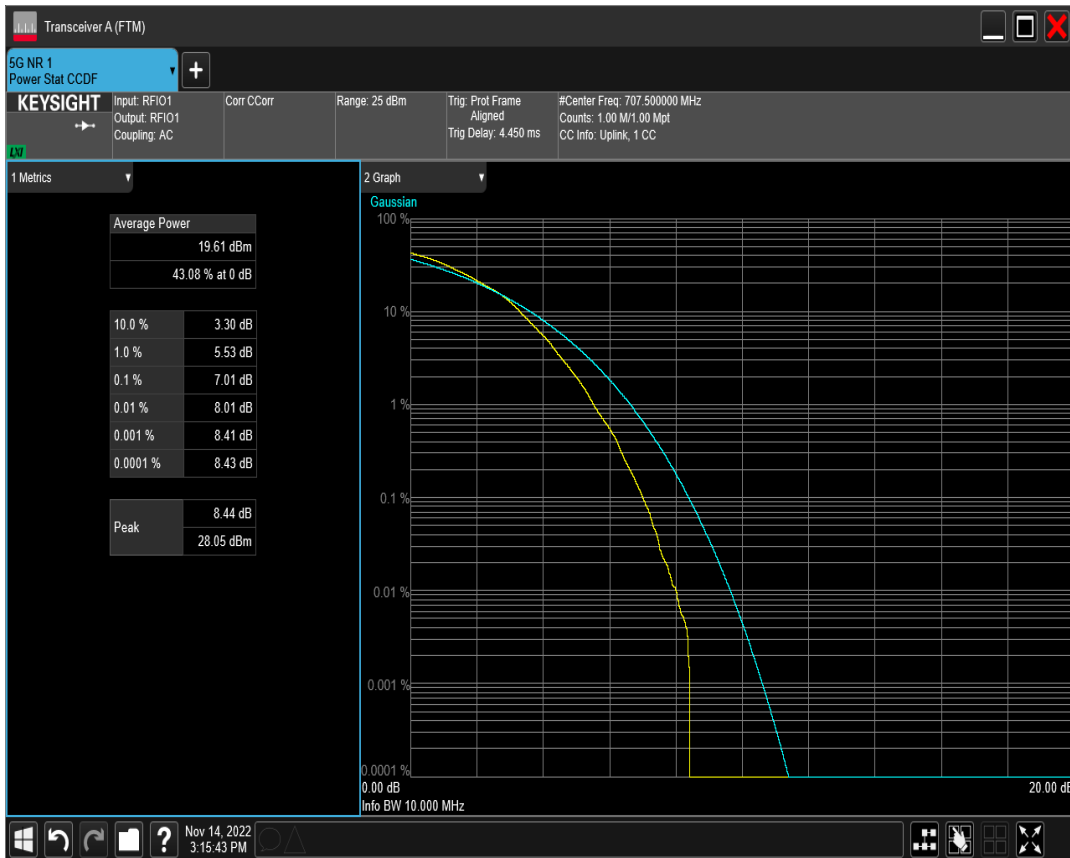 Transceiver A (FTM)
5G NR 1
Power Stat CCDF
+
KEYSIGHT
LXI
Input: RFIO1
Output: RFIO1
Coupling: AC
Corr CCorr
Range: 25 dBm
Trig: Prot Frame
Aligned
Trig Delay: 4.450 ms
#Center Freq: 707.500000 MHz
Counts: 1.00 M/1.00 Mpt
CC Info: Uplink, 1 CC
1 Metrics
Average Power
19.61 dBm
43.08 % at 0 dB
10.0 % 3.30 dB
1.0 % 5.53 dB
0.1 % 7.01 dB
0.01 % 8.01 dB
0.001 % 8.41 dB
0.0001 % 8.43 dB
Peak
8.44 dB
28.05 dBm
2 Graph
Gaussian
100 %
10 %
1 %
0.1 %
0.01 %
0.001 %
0.0001 %
0.00 dB 20.00 dB
Info BW 10.000 MHz
?
Nov 14, 2022
3:15:43 PM